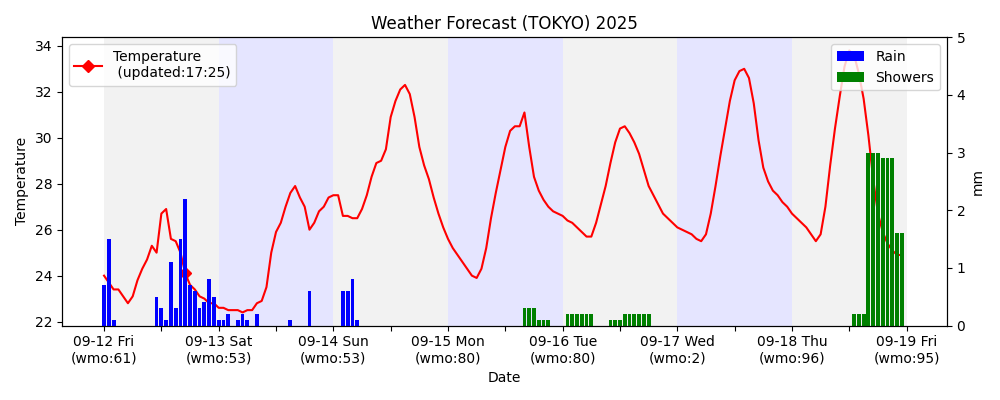 Weather Forecast (TOKYO) 2025
Temperature
(updated:17:25)
Rain
Showers
34
32
30
28
26
24
22
Temperature
5
4
3
2
1
0
mm
09-12 Fri
(wmo:61)
09-13 Sat
(wmo:53)
09-14 Sun
(wmo:53)
09-15 Mon
(wmo:80)
09-16 Tue
(wmo:80)
09-17 Wed
(wmo:2)
09-18 Thu
(wmo:96)
09-19 Fri
(wmo:95)
Date